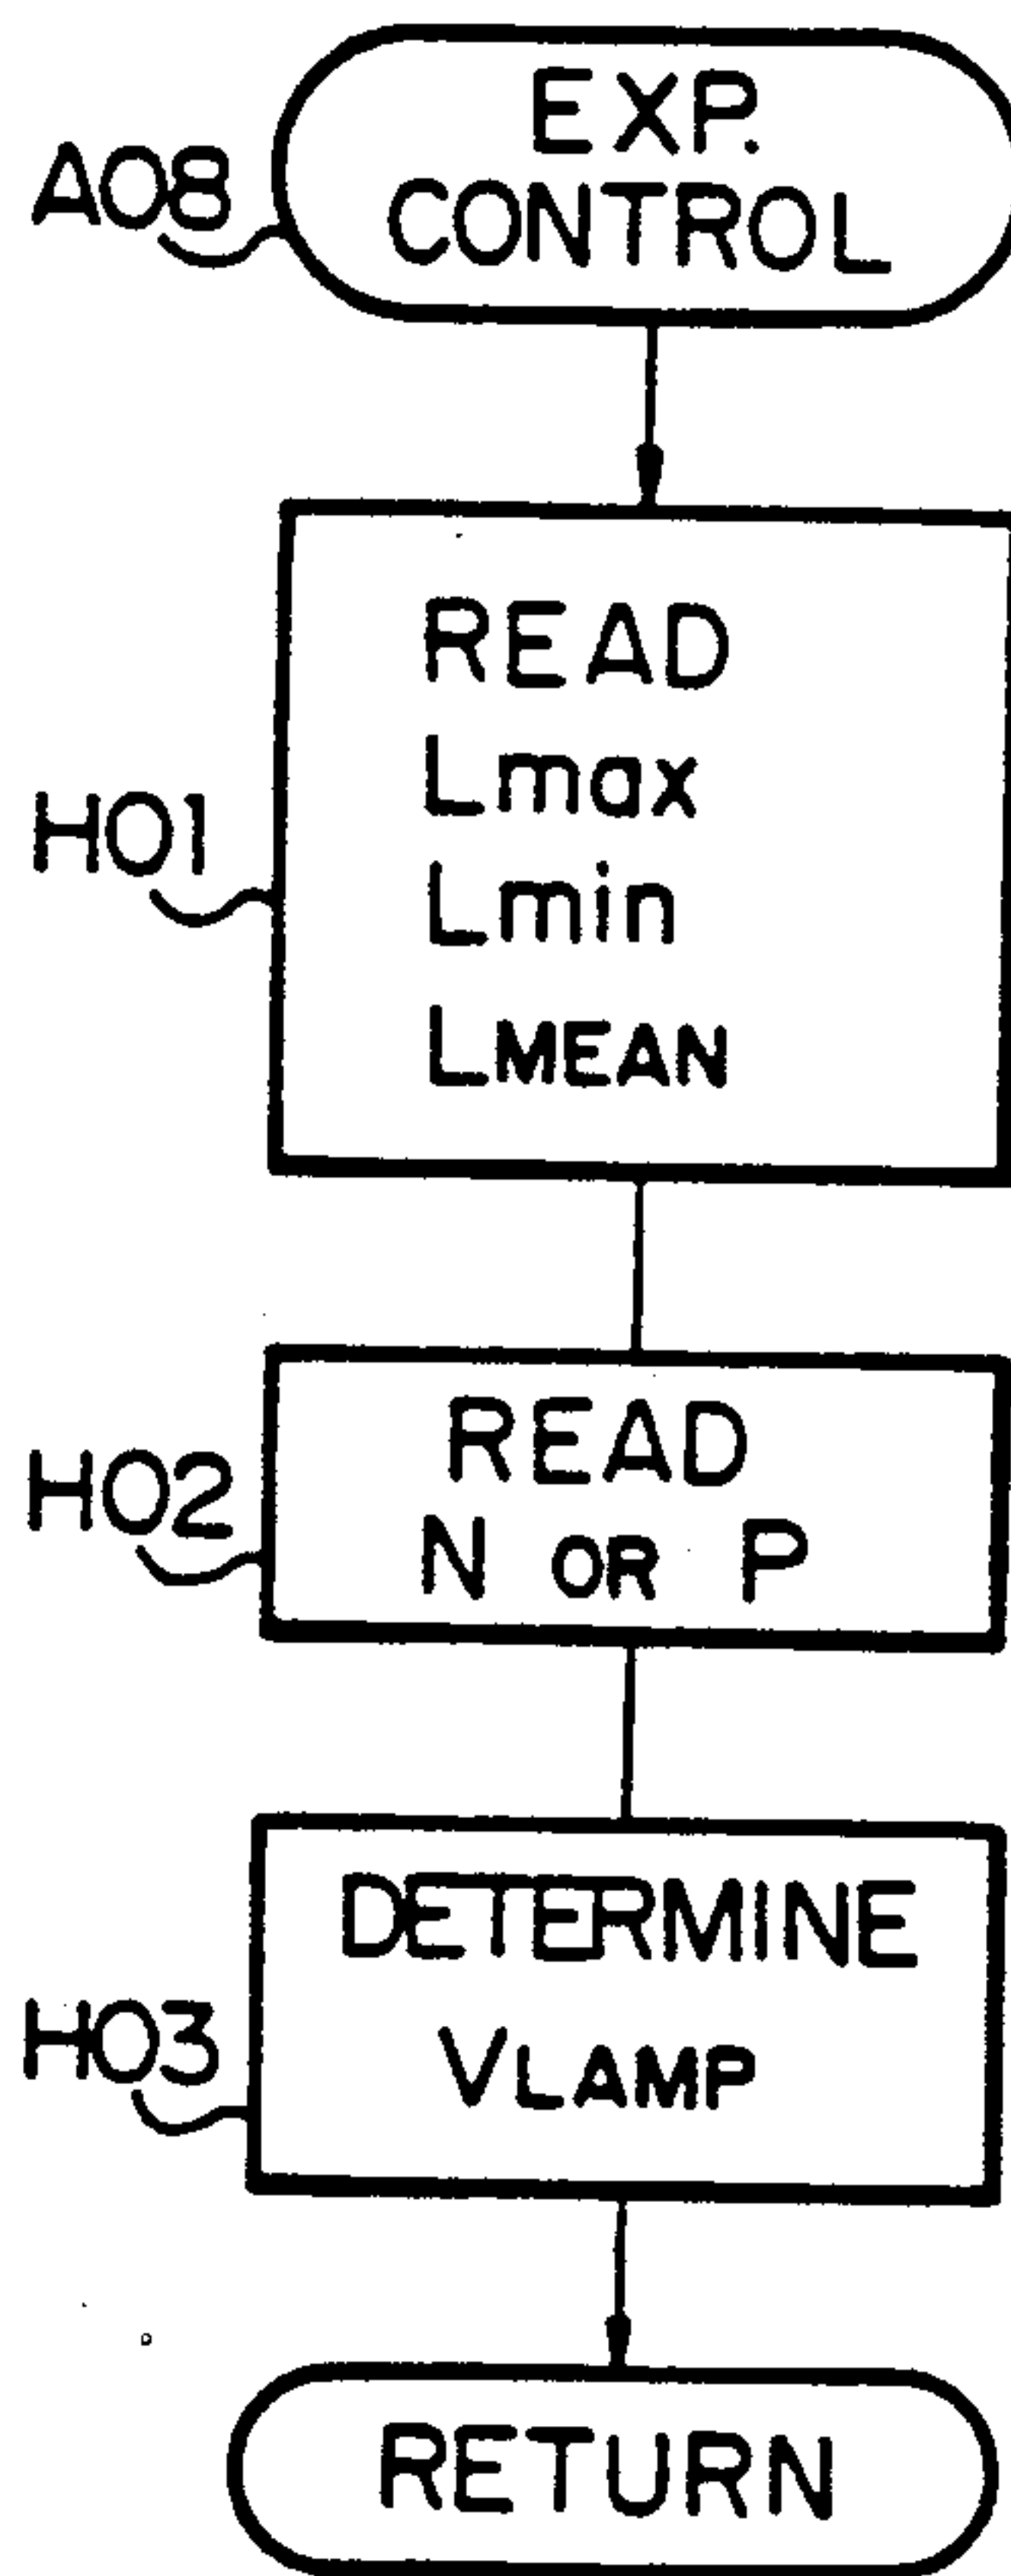 EXP.
CONTROL
A08
READ
Lmax
Lmin
LMEAN
H01
READ
N OR P
H02
DETERMINE
VLAMP
H03
RETURN